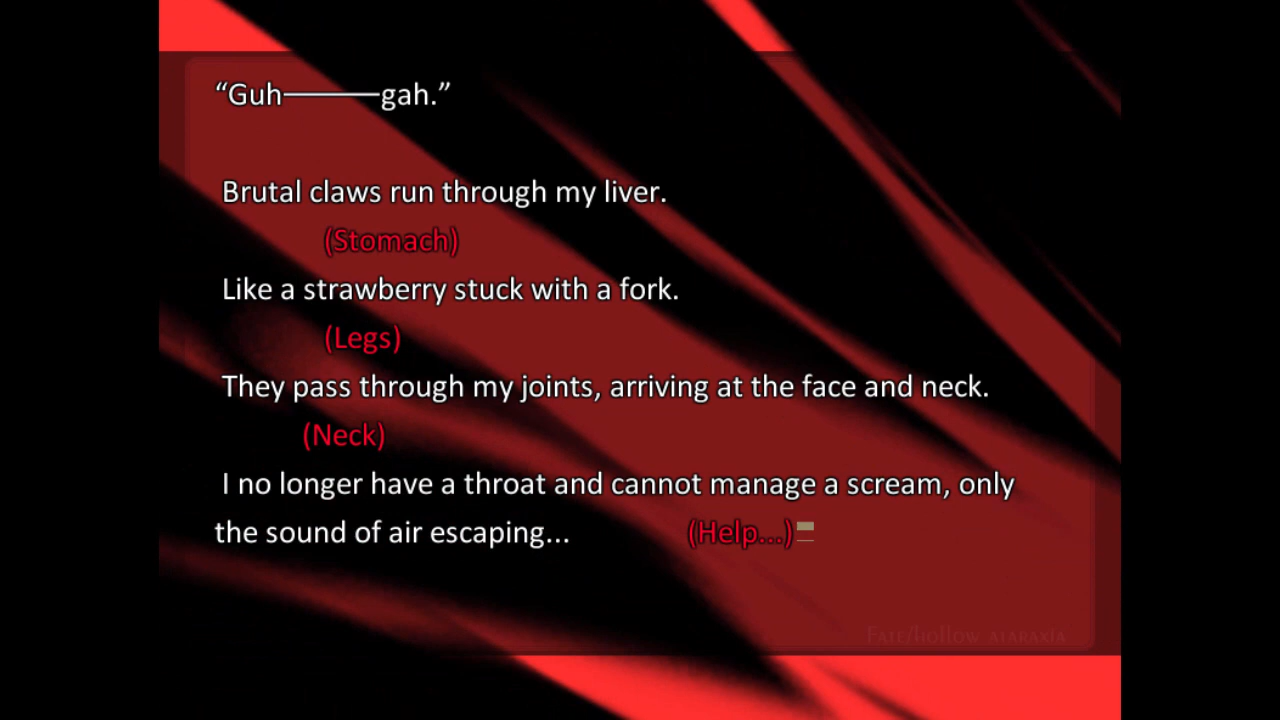 “Guh———gah.”
Brutal claws run through my liver.
(Stomach)
Like a strawberry stuck with a fork.
(Legs)
They pass through my joints, arriving at the face and neck.
(Neck)
I no longer have a throat and cannot manage a scream, only
the sound of air escaping... (Help...)
Fate/hollow ataraxia